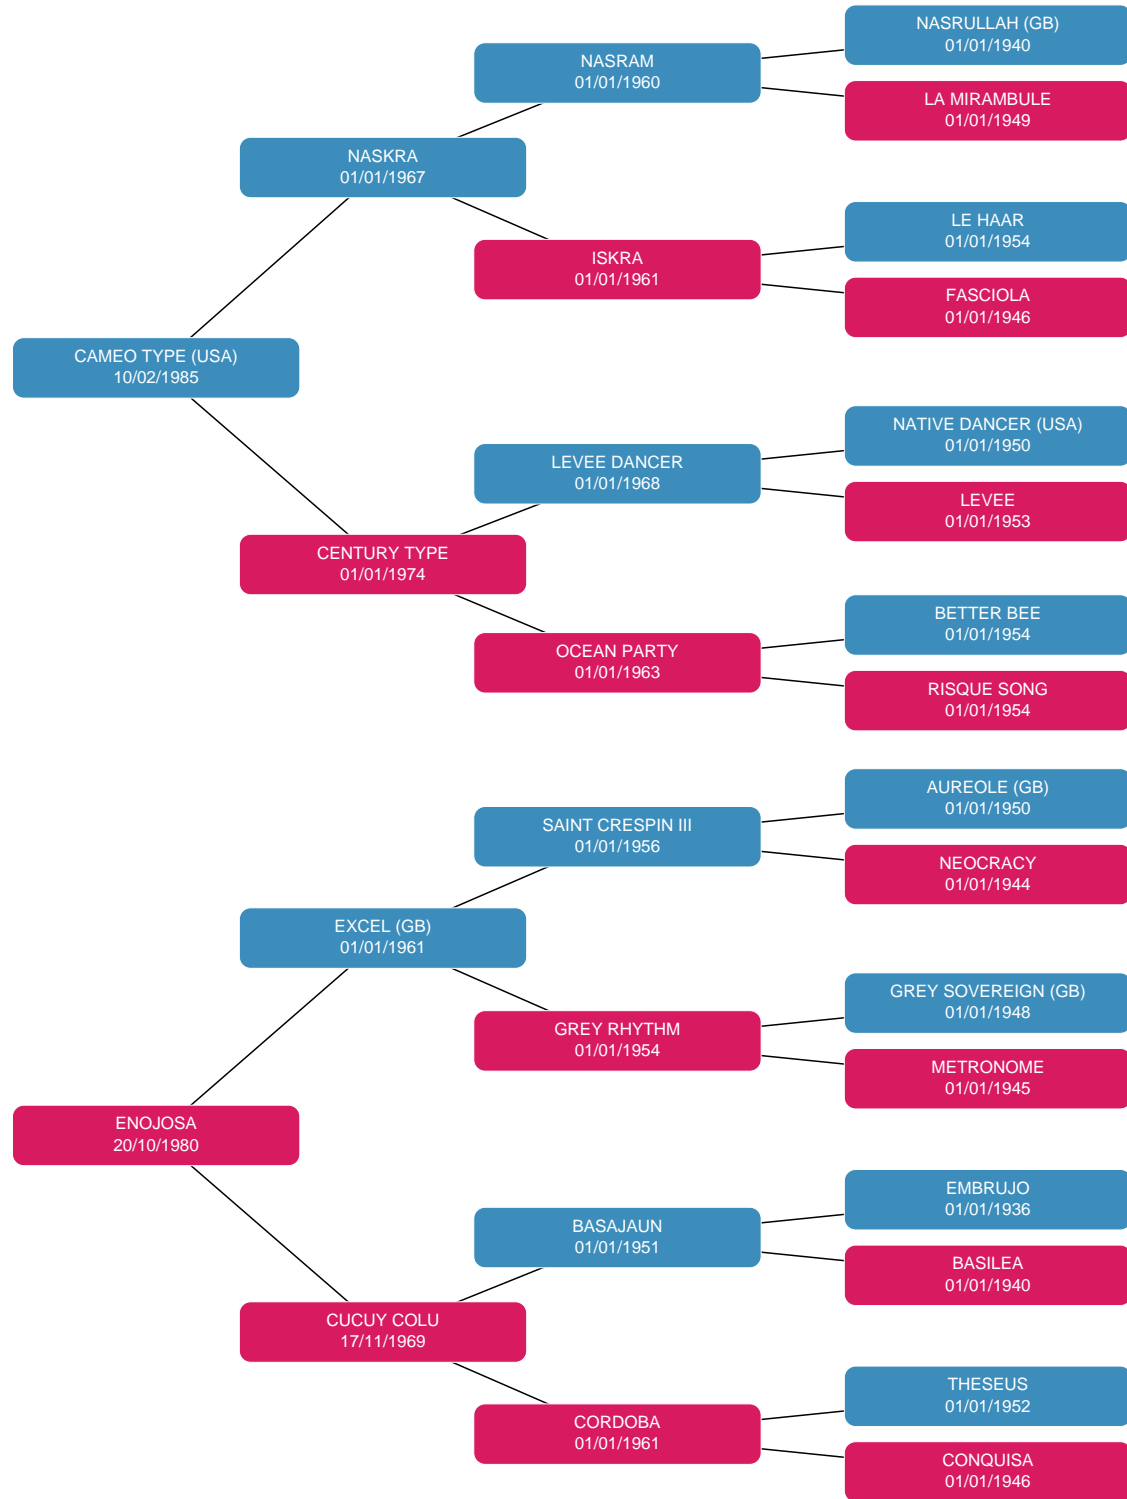 NASRULLAH (GB)
01/01/1940
NASRAM
01/01/1960
LA MIRAMBULE
01/01/1949
NASKRA
01/01/1967
LE HAAR
01/01/1954
ISKRA
01/01/1961
FASCIOLA
01/01/1946
CAMEO TYPE (USA)
10/02/1985
NATIVE DANCER (USA)
01/01/1950
LEVEE DANCER
01/01/1968
LEVEE
01/01/1953
CENTURY TYPE
01/01/1974
BETTER BEE
01/01/1954
OCEAN PARTY
01/01/1963
RISQUE SONG
01/01/1954
AUREOLE (GB)
01/01/1950
SAINT CRESPIN III
01/01/1956
NEOCRACY
01/01/1944
EXCEL (GB)
01/01/1961
GREY SOVEREIGN (GB)
01/01/1948
GREY RHYTHM
01/01/1954
METRONOME
01/01/1945
ENOJOSA
20/10/1980
EMBRUJO
01/01/1936
BASAJAUN
01/01/1951
BASILEA
01/01/1940
CUCUY COLU
17/11/1969
THESEUS
01/01/1952
CORDOBA
01/01/1961
CONQUISA
01/01/1946